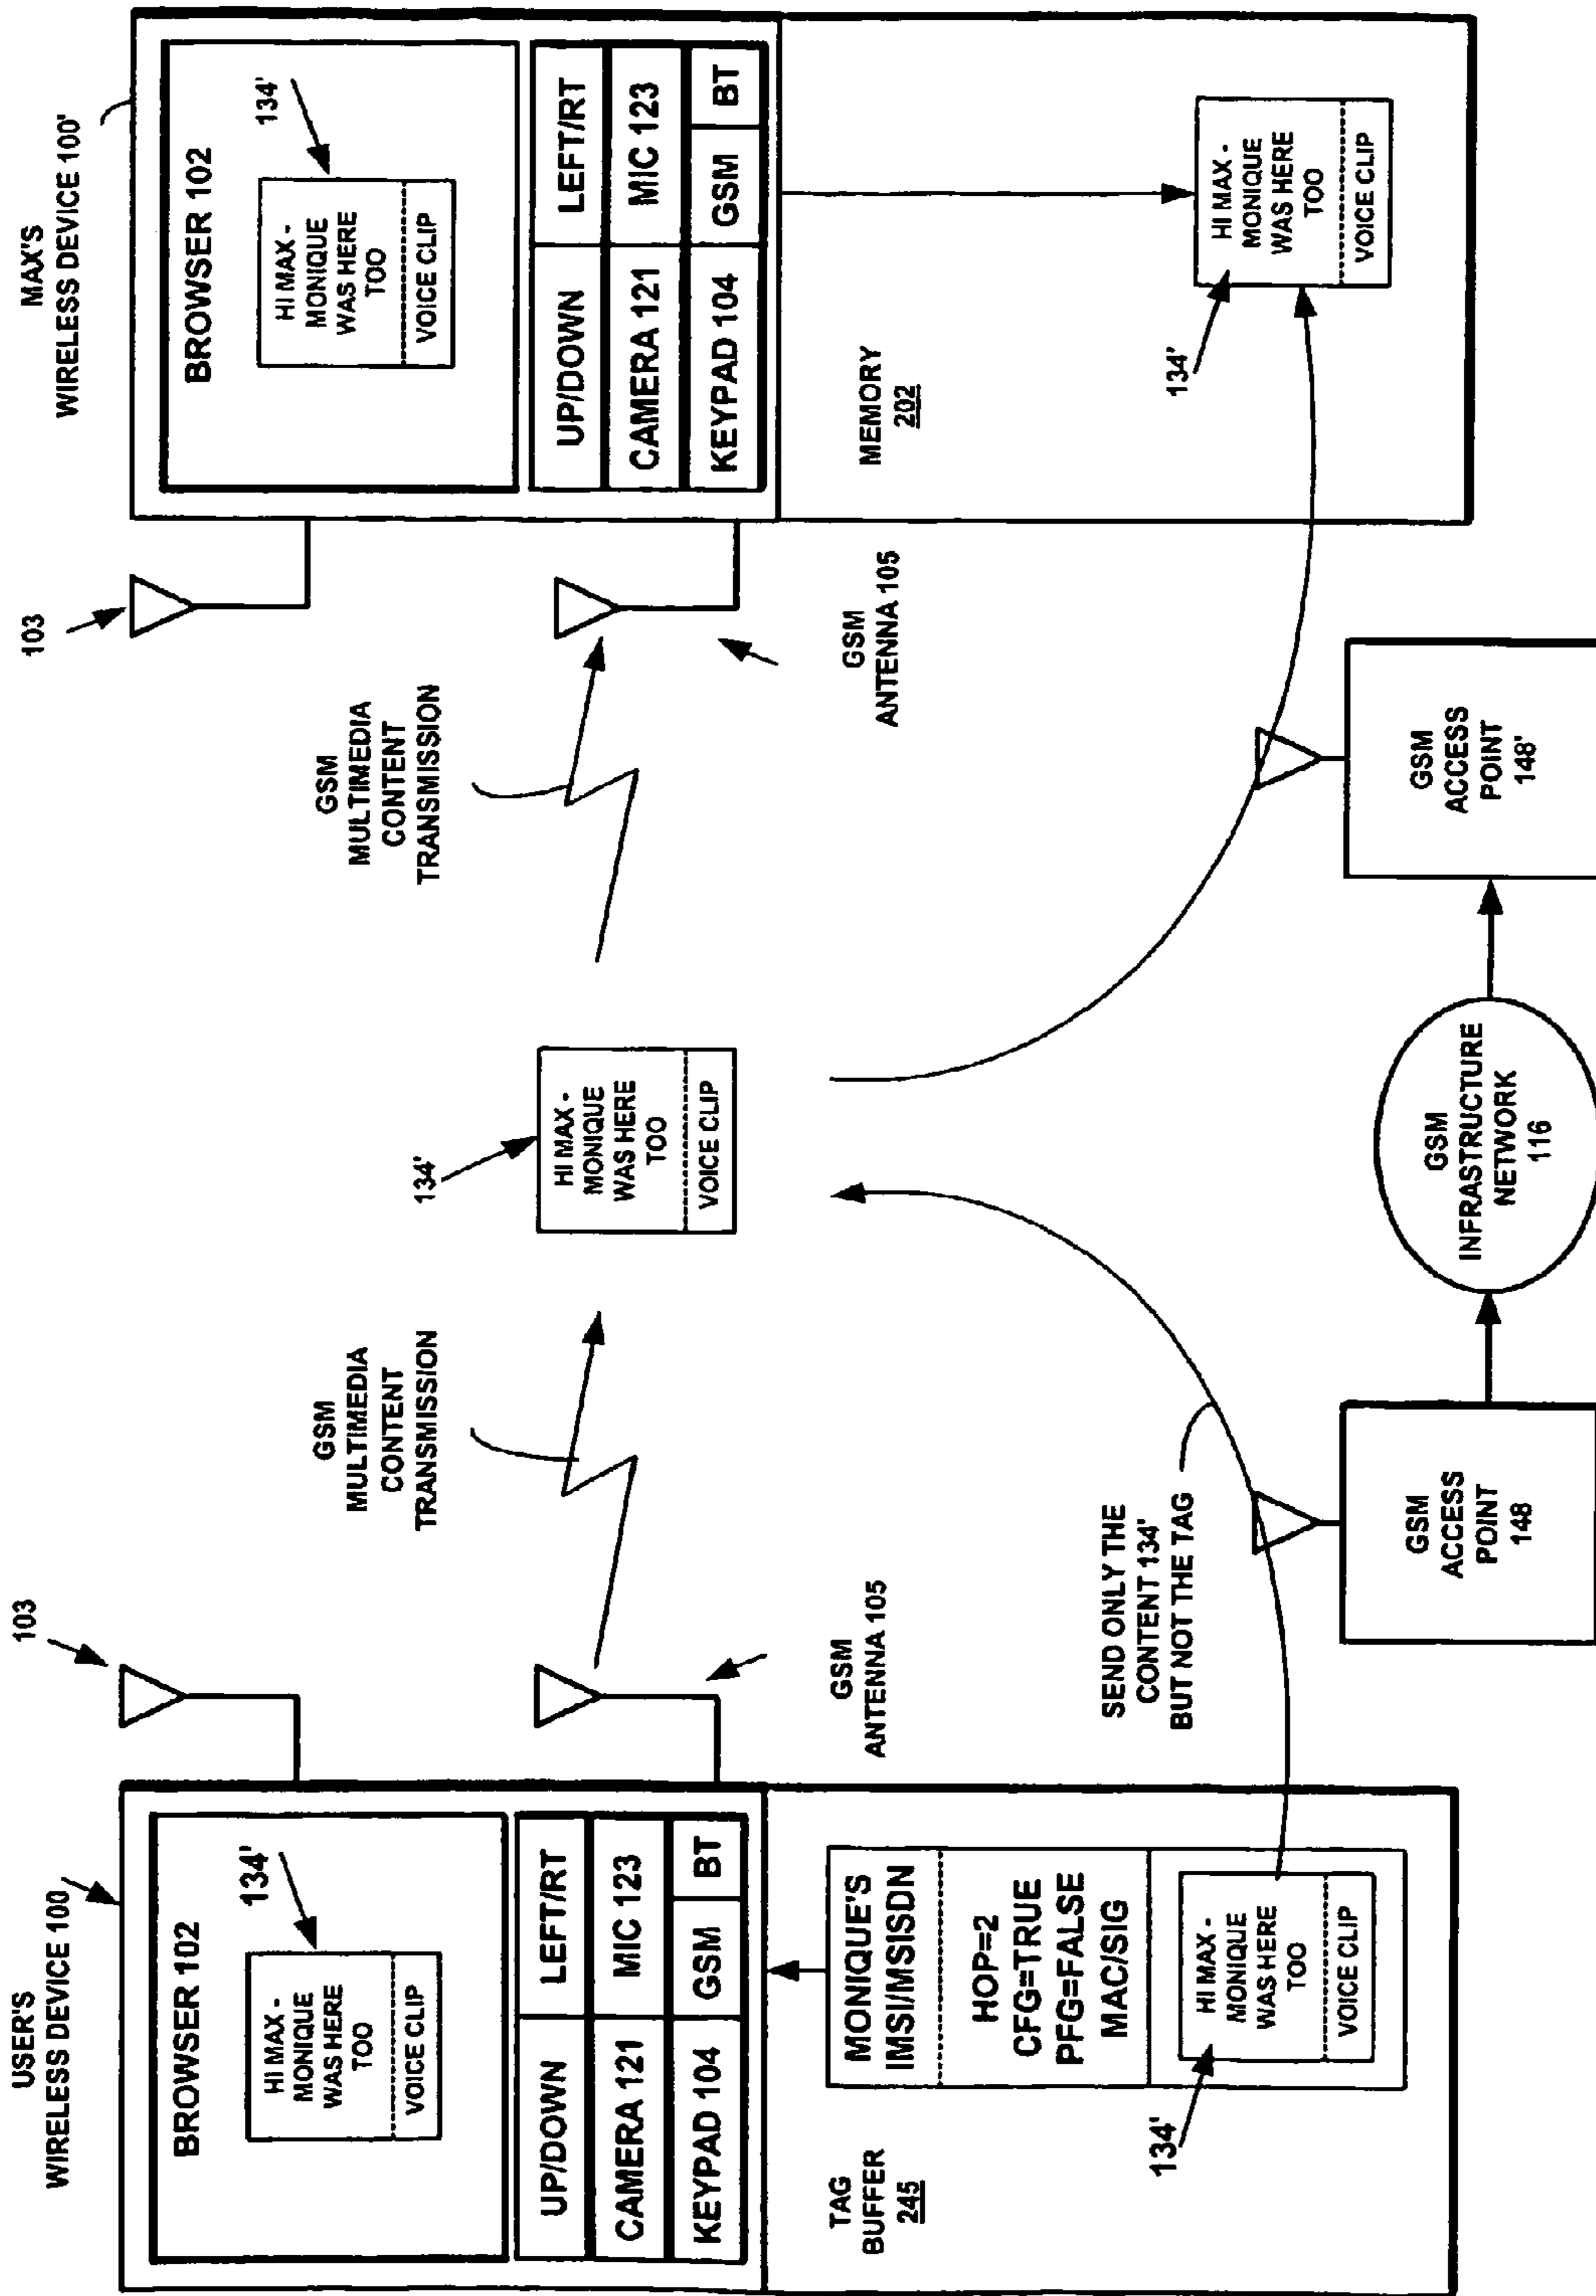 USER'S
WIRELESS DEVICE 100
BROWSER 102
134'
HI MAX -
MONIQUE
WAS HERE
TOO
VOICE CLIP
UP/DOWN
LEFT/RT
CAMERA 121
MIC 123
KEYPAD 104
GSM
BT
TAG
BUFFER
245
MONIQUE'S
IMSI/MSISDN
HOP=2
CFG=TRUE
PFG=FALSE
MAC/SIG
134'
HI MAX -
MONIQUE
WAS HERE
TOO
VOICE CLIP
103
GSM
ANTENNA 105
GSM
MULTIMEDIA
CONTENT
TRANSMISSION
SEND ONLY THE
CONTENT 134'
BUT NOT THE TAG
GSM
ACCESS
POINT
148
134'
HI MAX -
MONIQUE
WAS HERE
TOO
VOICE CLIP
GSM
INFRASTRUCTURE
NETWORK
116
GSM
MULTIMEDIA
CONTENT
TRANSMISSION
103
GSM
ANTENNA 105
GSM
ACCESS
POINT
148'
MAX'S
WIRELESS DEVICE 100'
BROWSER 102
134'
HI MAX -
MONIQUE
WAS HERE
TOO
VOICE CLIP
UP/DOWN
LEFT/RT
CAMERA 121
MIC 123
KEYPAD 104
GSM
BT
MEMORY
202
134'
HI MAX -
MONIQUE
WAS HERE
TOO
VOICE CLIP